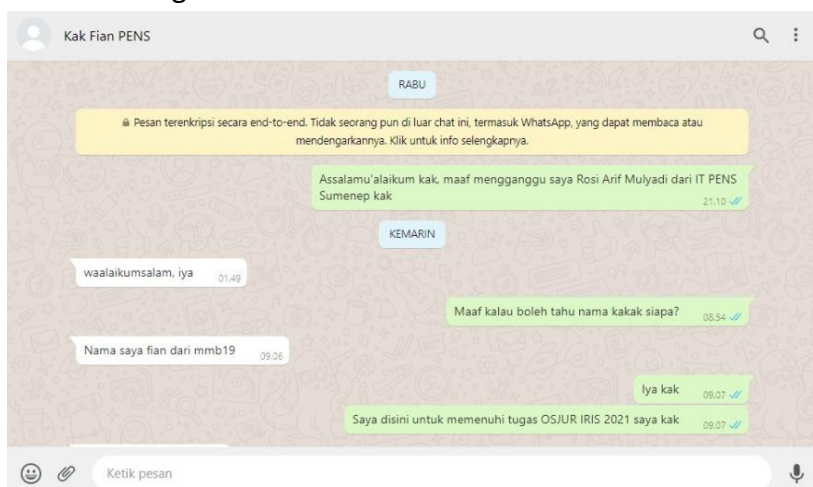 Kak Fian PENS
RABU
Pesan terenkripsi secara end-to-end. Tidak seorang pun di luar chat ini, termasuk WhatsApp, yang dapat membaca atau
mendengarkannya. Klik untuk info selengkapnya.
Assalamu'alaikum kak, maaf mengganggu saya Rosi Arif Mulyadi dari IT PENS
Sumenep kak
21.10
KEMARIN
waalaikumsalam, iya 01.49
Maaf kalau boleh tahu nama kakak siapa? 08.54
Nama saya fian dari mmb19 09.06
Iya kak 09.07
Saya disini untuk memenuhi tugas OSJUR IRIS 2021 saya kak 09.07
Ketik pesan